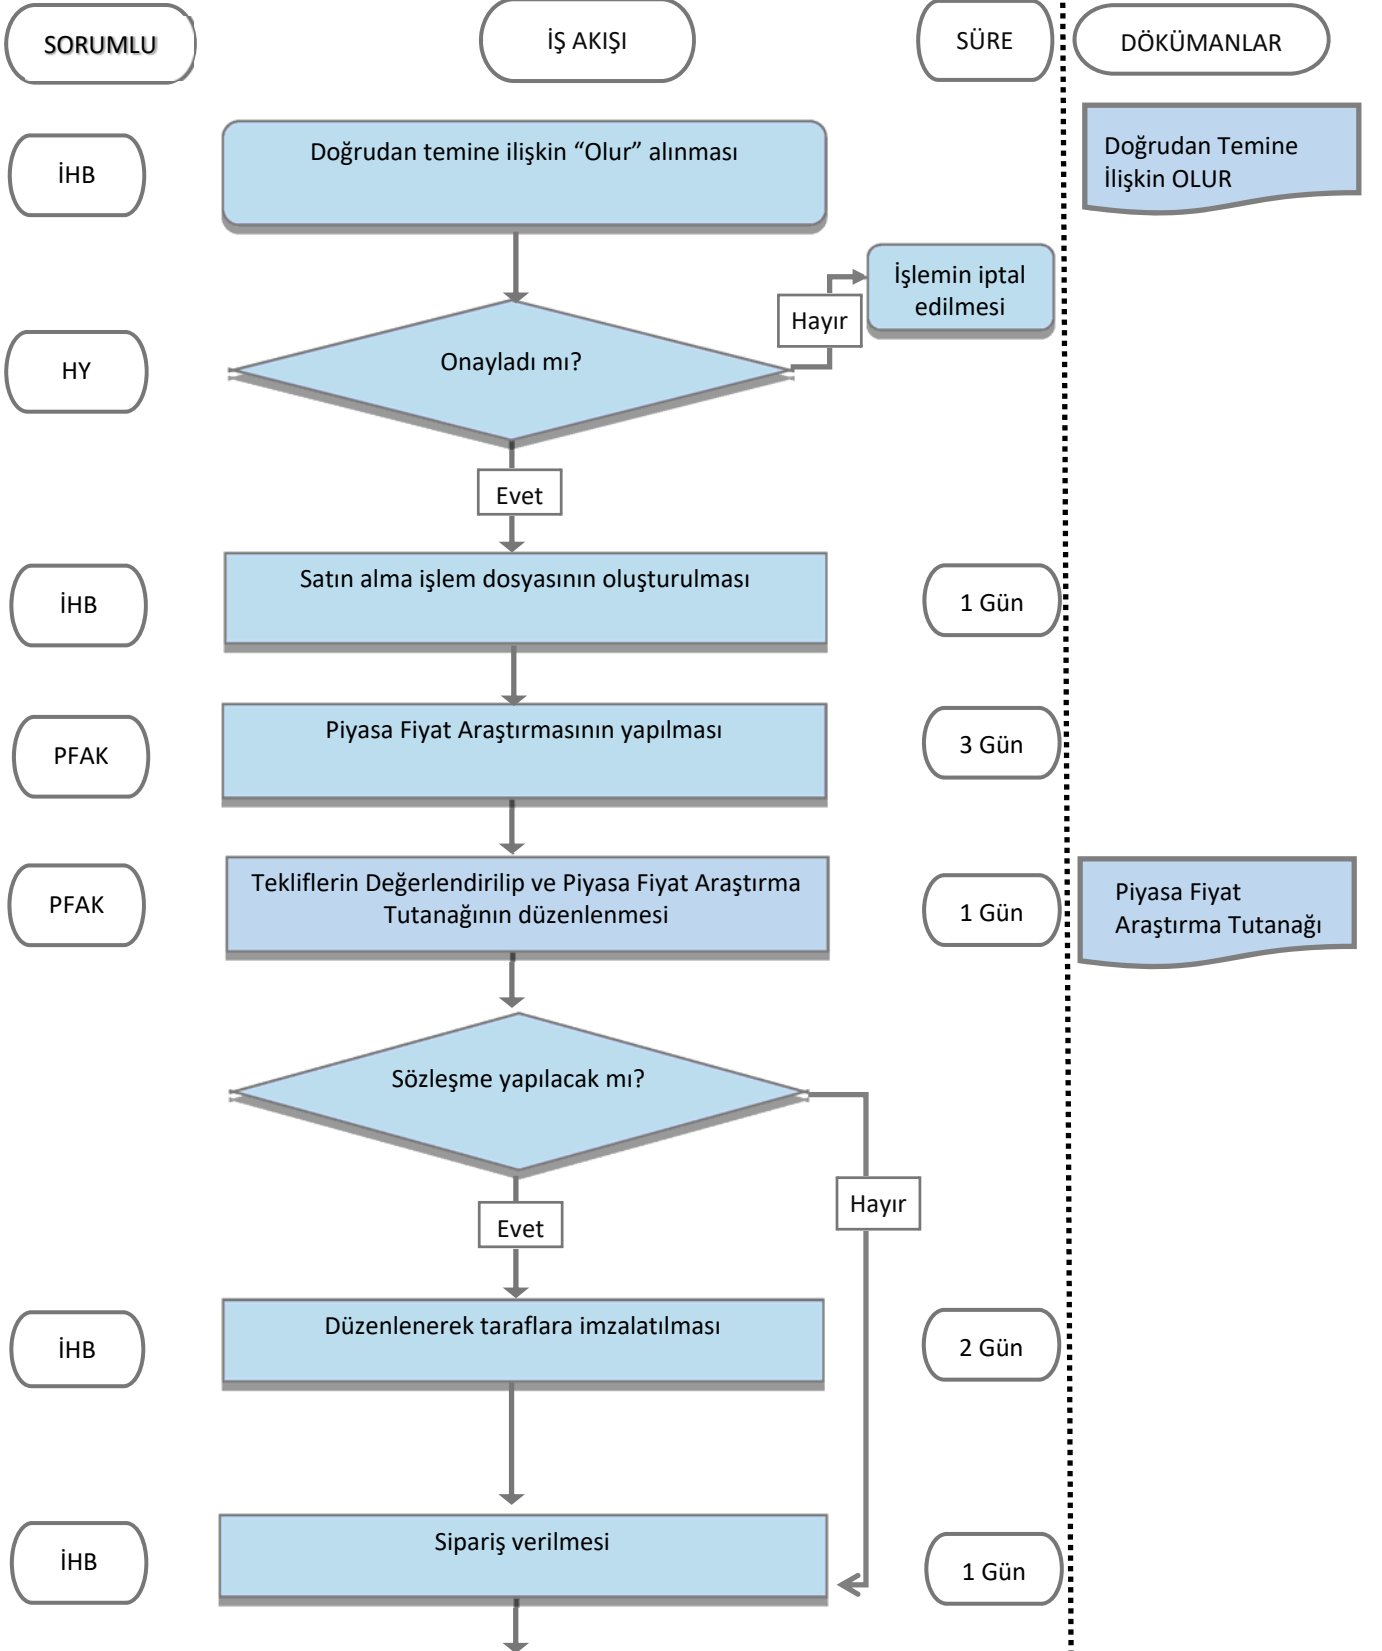 SORUMLU
İŞ AKIŞI
SÜRE
DÖKÜMANLAR
İHB
Doğrudan temine ilişkin “Olur” alınması
Doğrudan Temine
İlişkin OLUR
İşlemin iptal
edilmesi
Hayır
HY
Onayladı mı?
Evet
İHB
Satın alma işlem dosyasının oluşturulması
1 Gün
PFAK
Piyasa Fiyat Araştırmasının yapılması
3 Gün
PFAK
Tekliflerin Değerlendirilip ve Piyasa Fiyat Araştırma
Tutanağının düzenlenmesi
1 Gün
Piyasa Fiyat
Araştırma Tutanağı
Sözleşme yapılacak mı?
Hayır
Evet
İHB
Düzenlenerek taraflara imzalatılması
2 Gün
İHB
Sipariş verilmesi
1 Gün